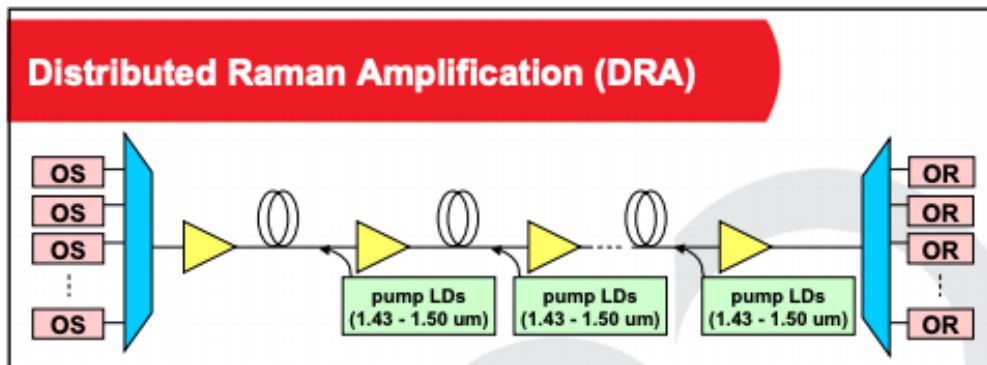 Distributed Raman Amplification (DRA)
OS
OS
OS
OS
pump LDs
(1.43 - 1.50 um)
pump LDs
(1.43 - 1.50 um)
pump LDs
(1.43 - 1.50 um)
OR
OR
OR
OR